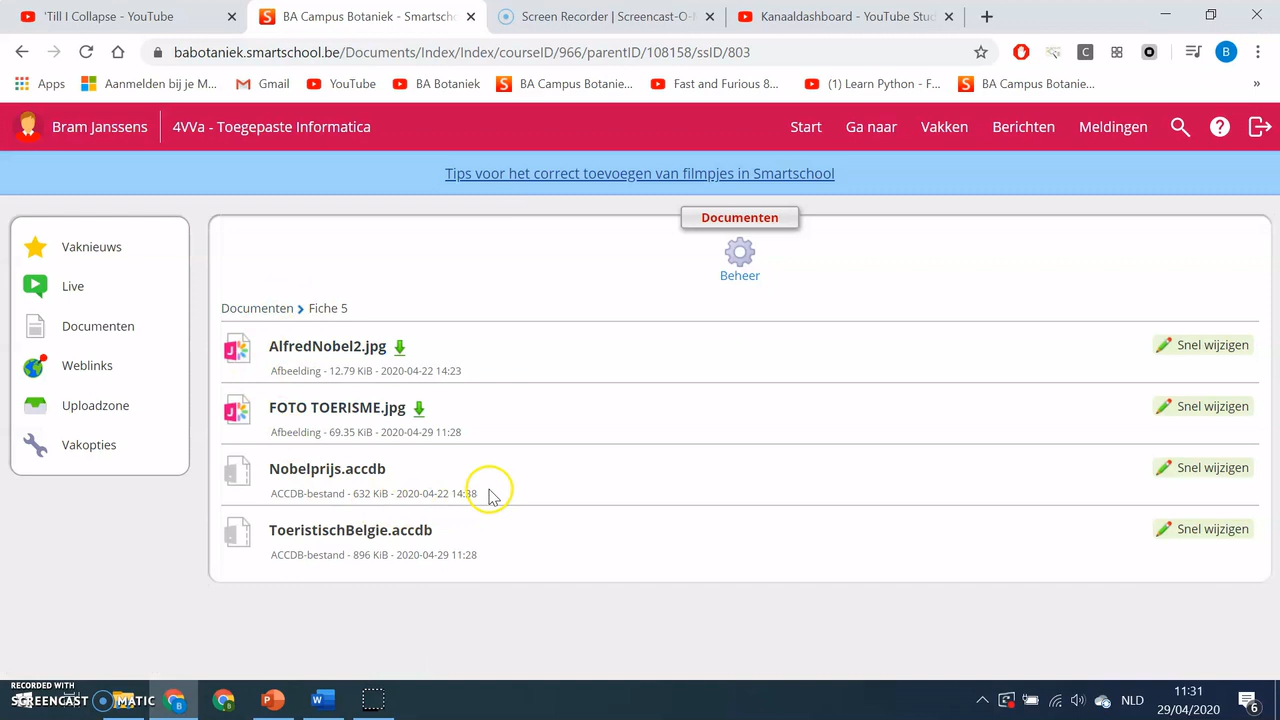 'Till I Collapse - YouTube
BA Campus Botaniek - Smartscho
Screen Recorder | Screencast-O-M
Kanaaldashboard - YouTube Stud
babotaniek.smartschool.be/Documents/Index/Index/courseID/966/parentID/108158/ssID/803
B
Apps
Aanmelden bij je M...
Gmail
YouTube
BA Botaniek
BA Campus Botanie...
Fast and Furious 8...
(1) Learn Python - F...
BA Campus Botanie...
Bram Janssens
4VVa - Toegepaste Informatica
Start
Ga naar
Vakken
Berichten
Meldingen
Tips voor het correct toevoegen van filmpjes in Smartschool
Vaknieuws
Live
Documenten
Weblinks
Uploadzone
Vakopties
Documenten
Beheer
Documenten > Fiche 5
AlfredNobel2.jpg
Snel wijzigen
Afbeelding - 12.79 KiB - 2020-04-22 14:23
FOTO TOERISME.jpg
Snel wijzigen
Afbeelding - 69.35 KiB - 2020-04-29 11:28
Nobelprijs.accdb
Snel wijzigen
ACCDB-bestand - 632 KiB - 2020-04-22 14:38
ToeristischBelgie.accdb
Snel wijzigen
ACCDB-bestand - 896 KiB - 2020-04-29 11:28
RECORDED WITH
SCREENCAST MATIC
NLD
11:31
29/04/2020
6